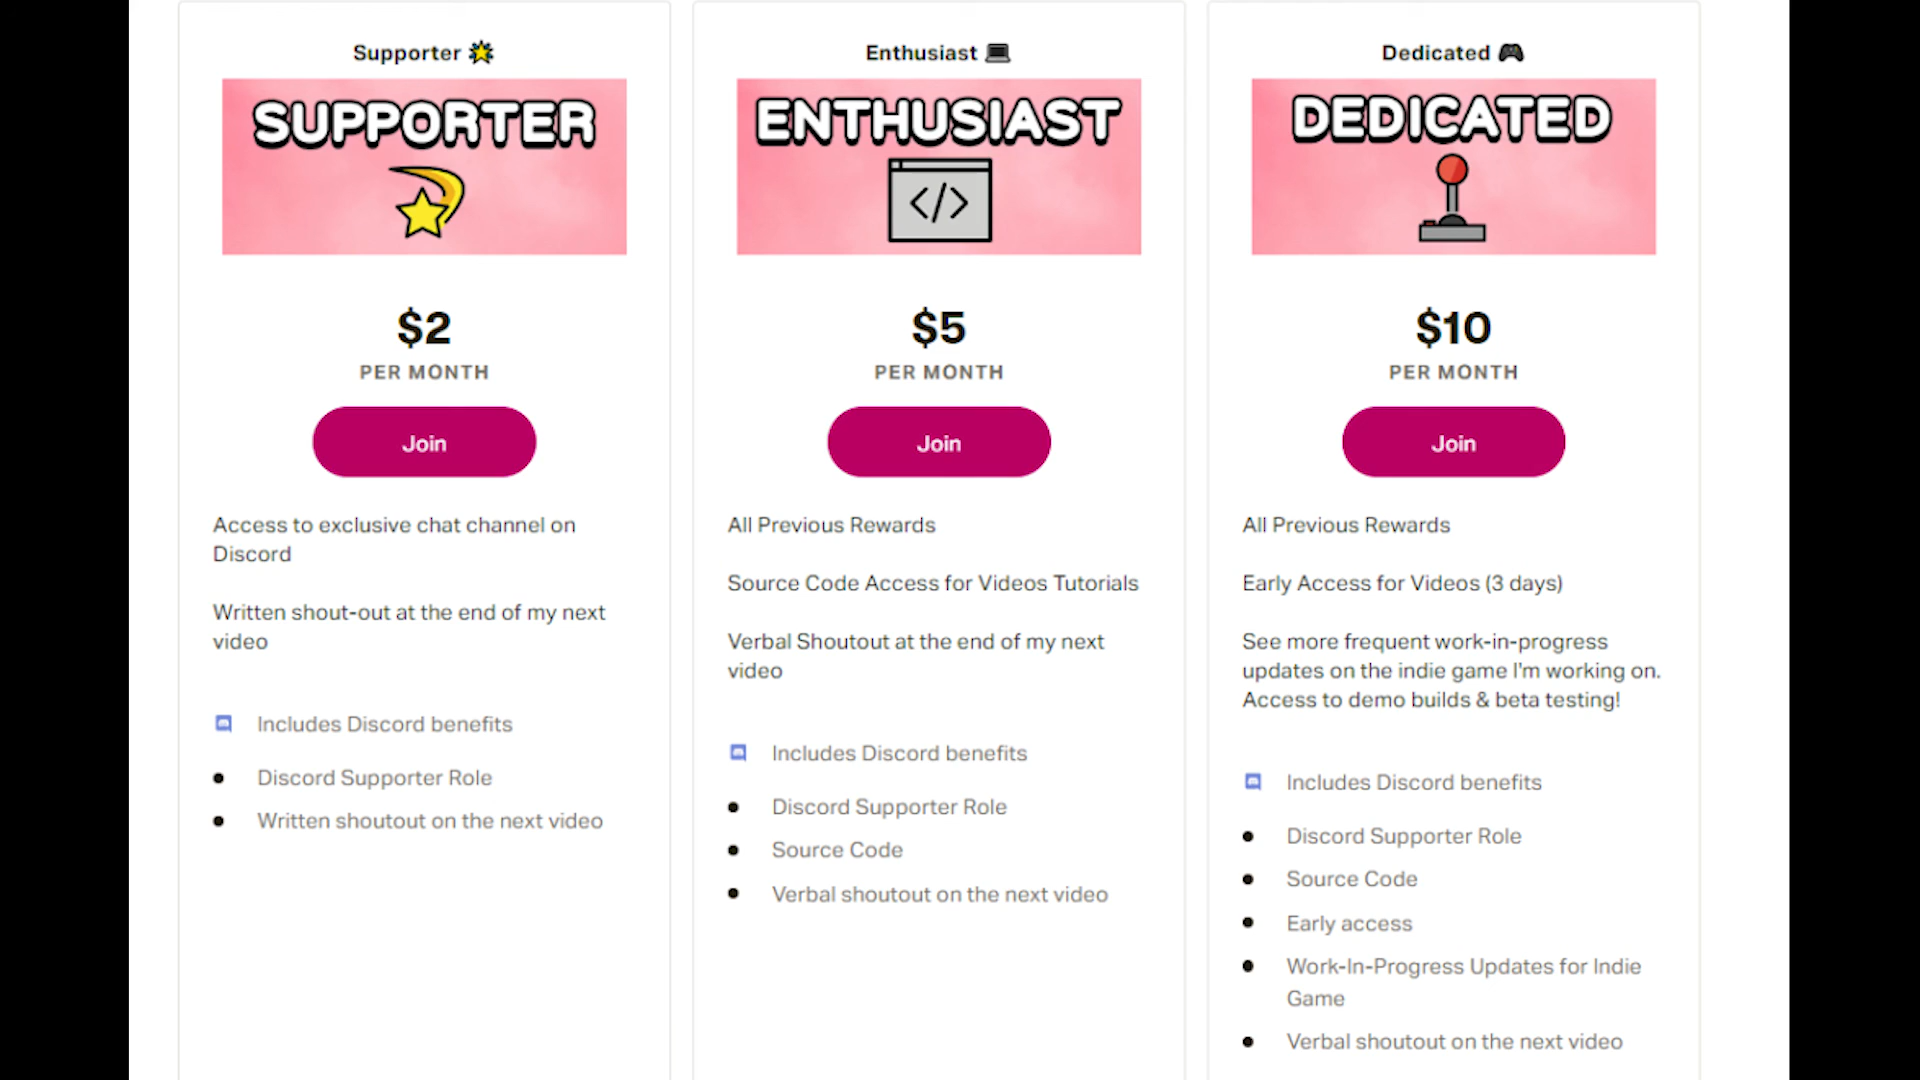 Supporter
SUPPORTER
$2
PER MONTH
Join
Access to exclusive chat channel on
Discord
Written shout-out at the end of my next
video
Includes Discord benefits
Discord Supporter Role
Written shoutout on the next video
Enthusiast
ENTHUSIAST
</>
$5
PER MONTH
Join
All Previous Rewards
Source Code Access for Videos Tutorials
Verbal Shoutout at the end of my next
video
Includes Discord benefits
Discord Supporter Role
Source Code
Verbal shoutout on the next video
Dedicated
DEDICATED
$10
PER MONTH
Join
All Previous Rewards
Early Access for Videos (3 days)
See more frequent work-in-progress
updates on the indie game I'm working on.
Access to demo builds & beta testing!
Includes Discord benefits
Discord Supporter Role
Source Code
Early access
Work-In-Progress Updates for Indie
Game
Verbal shoutout on the next video